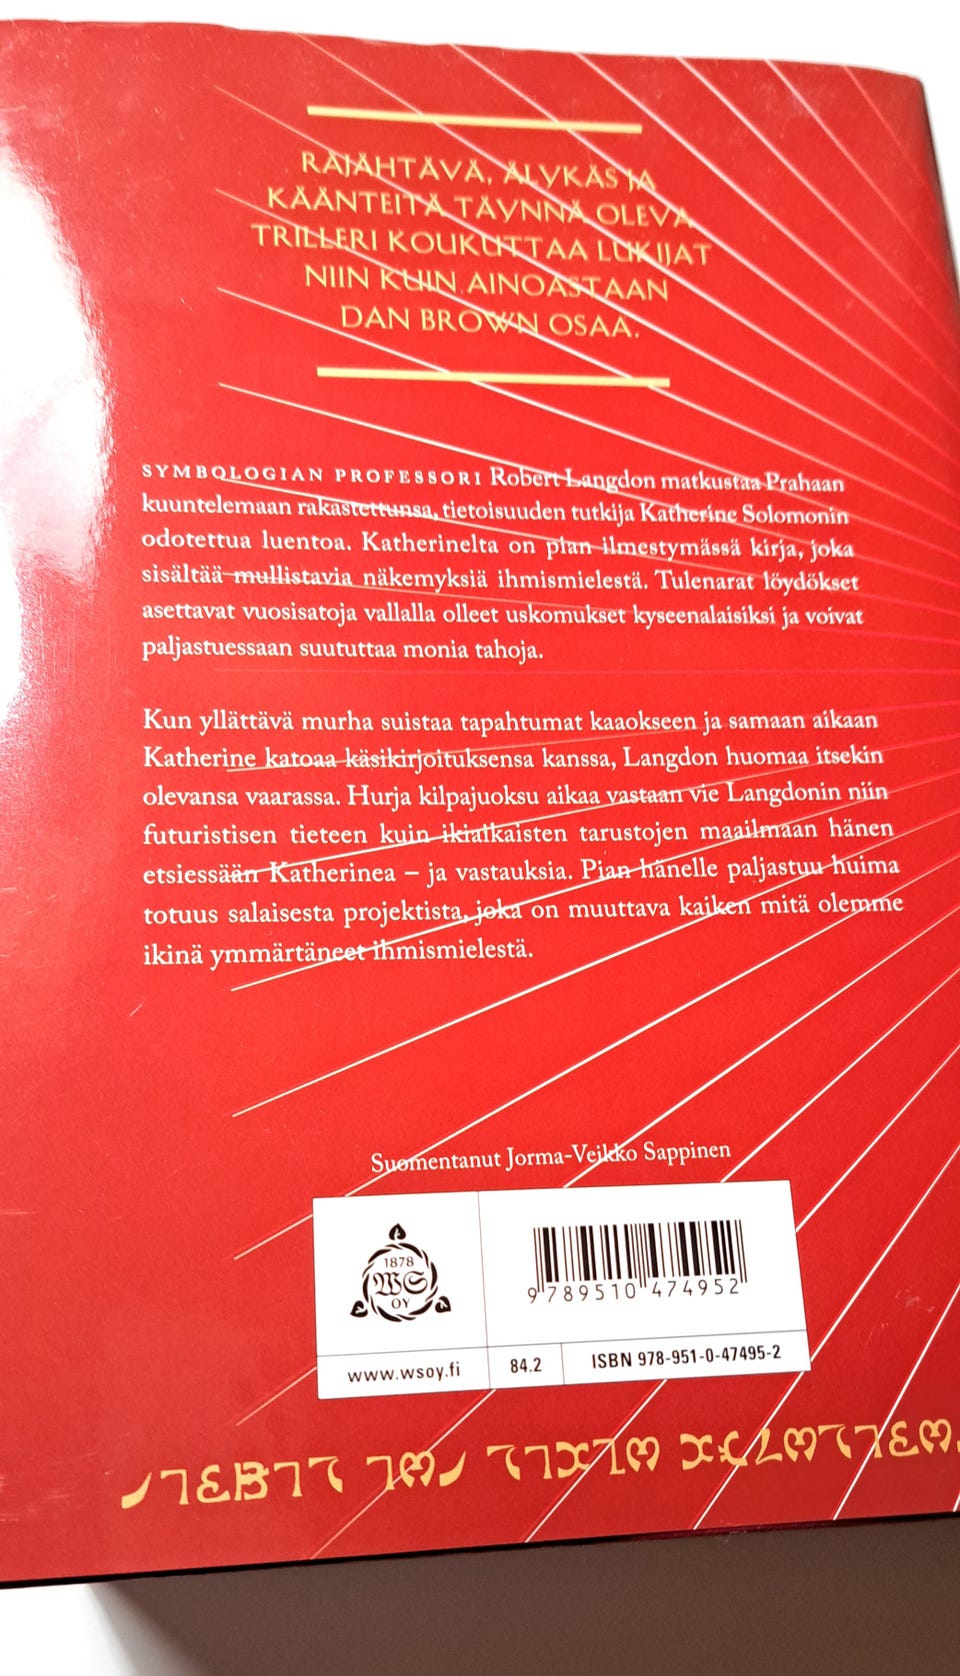 RÄJÄHTÄVÄ, ÄLYKÄS JA
KÄÄNTEITÄ TÄYNNÄ OLEVA
TRILLERI KOUKUTTAA LUKIJAT
NIIN KUIN AINOASTAAN
DAN BROWN OSAA.
SYMBOLOGIAN PROFESSORI Robert Langdon matkustaa Prahaan
kuuntelemaan rakastettunsa, tietoisuuden tutkija Katherine Solomonin
odotettua luentoa. Katherinelta on pian ilmestymässä kirja, joka
sisältää mullistavia näkemyksiä ihmismielestä. Tulenarat löydökset
asettavat vuosisatoja vallalla olleet uskomukset kyseenalaisiksi ja voivat
paljastuessaan suututtaa monia tahoja.
Kun yllättävä murha suistaa tapahtumat kaaokseen ja samaan aikaan
Katherine katoaa käsikirjoituksensa kanssa, Langdon huomaa itsekin
olevansa vaarassa. Hurja kilpajuoksu aikaa vastaan vie Langdonin niin
futuristisen tieteen kuin ikiaikaisten tarustojen maailmaan hänen
etsiessään Katherinea – ja vastauksia. Pian hänelle paljastuu huima
totuus salaisesta projektista, joka on muuttava kaiken mitä olemme
ikinä ymmärtäneet ihmismielestä.
Suomentanut Jorma-Veikko Sappinen
1878
WS
OY
9 789510 474952
www.wsoy.fi 84.2 ISBN 978-951-0-47495-2